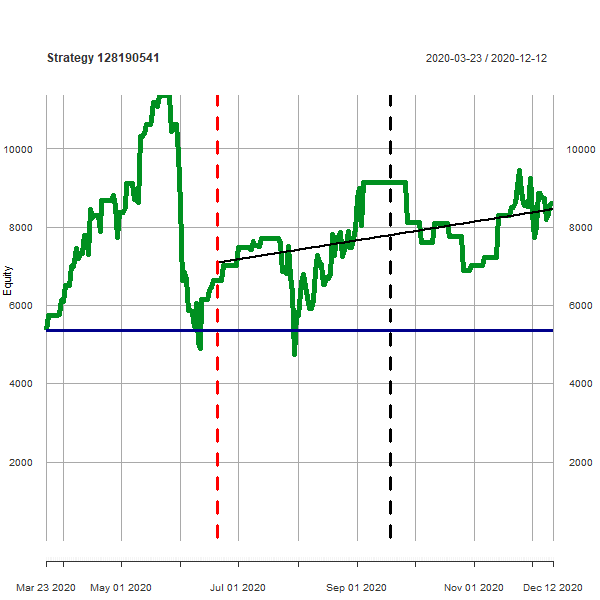 Strategy 128190541
2020-03-23 / 2020-12-12
10000
10000
8000
8000
Equity
6000
6000
4000
4000
2000
2000
Mar 23 2020
May 01 2020
Jul 01 2020
Sep 01 2020
Nov 01 2020
Dec 12 2020